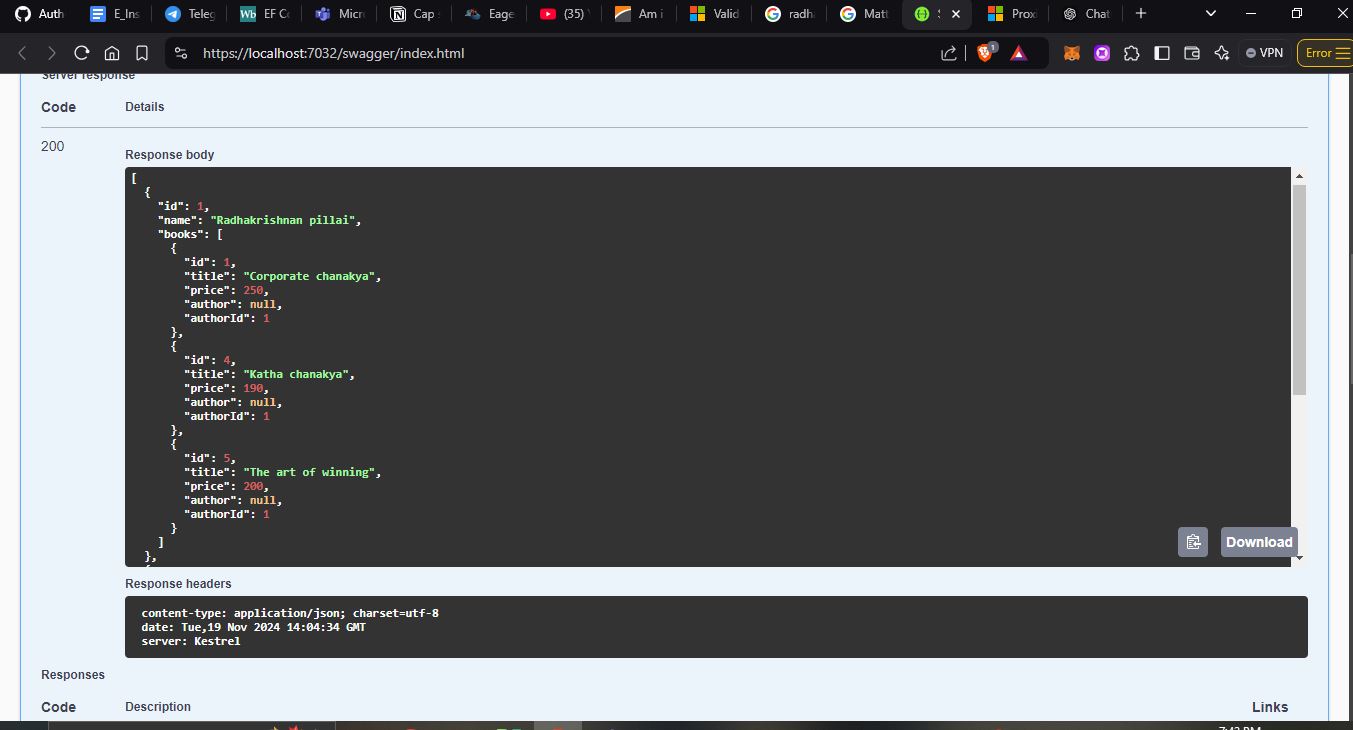 Auth E_Ins Teleg Wb EF Co Micro Cap Eage (35) Am i Valid radha Matt Prox Chat
https://localhost:7032/swagger/index.html 1 VPN Error
Server response
Code Details
200
Response body
[
{
"id": 1,
"name": "Radhakrishnan pillai",
"books": [
{
"id": 1,
"title": "Corporate chanakya",
"price": 250,
"author": null,
"authorId": 1
},
{
"id": 4,
"title": "Katha chanakya",
"price": 190,
"author": null,
"authorId": 1
},
{
"id": 5,
"title": "The art of winning",
"price": 200,
"author": null,
"authorId": 1
}
]
},
Download
Response headers
content-type: application/json; charset=utf-8
date: Tue,19 Nov 2024 14:04:34 GMT
server: Kestrel
Responses
Code Description Links